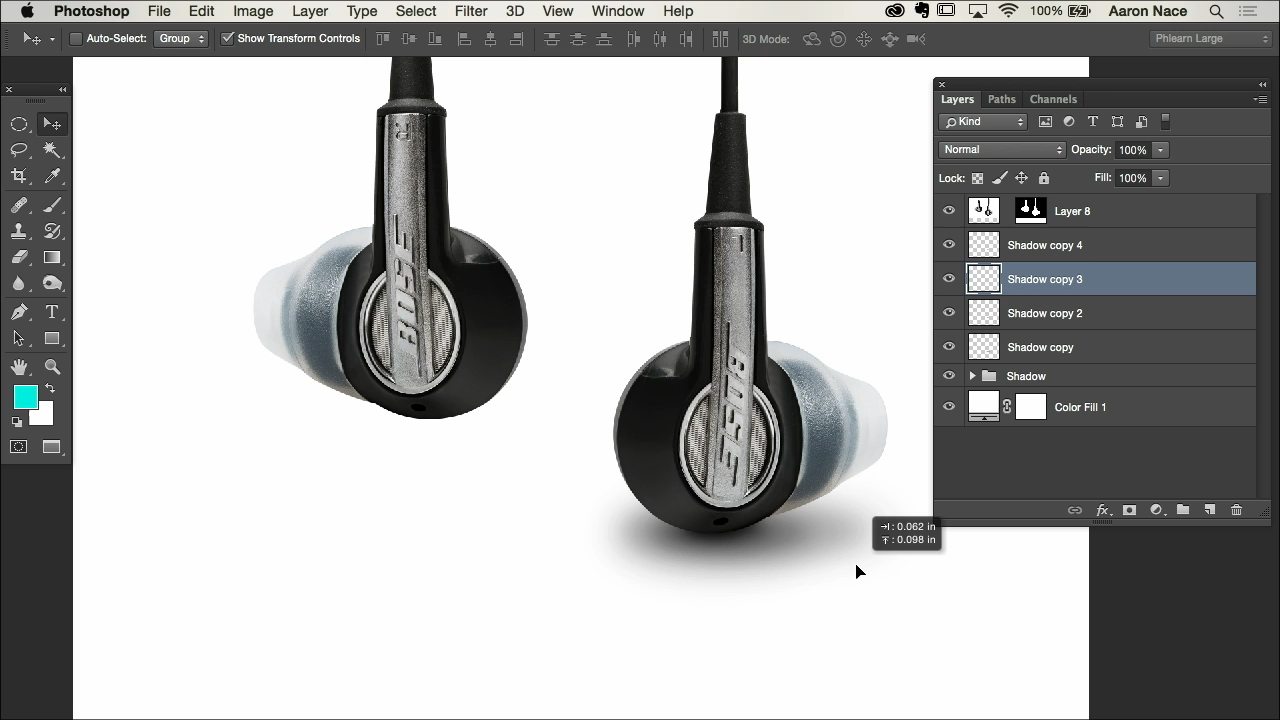 Photoshop File Edit Image Layer Type Select Filter 3D View Window Help 100% Aaron Nace
Auto-Select: Group Show Transform Controls 3D Mode: Phlearn Large
Layers Paths Channels
Kind
Normal Opacity: 100%
Lock: Fill: 100%
Layer 8
Shadow copy 4
Shadow copy 3
Shadow copy 2
Shadow copy
Shadow
Color Fill 1
R
BOSE
L
BOSE
: 0.062 in
: 0.098 in